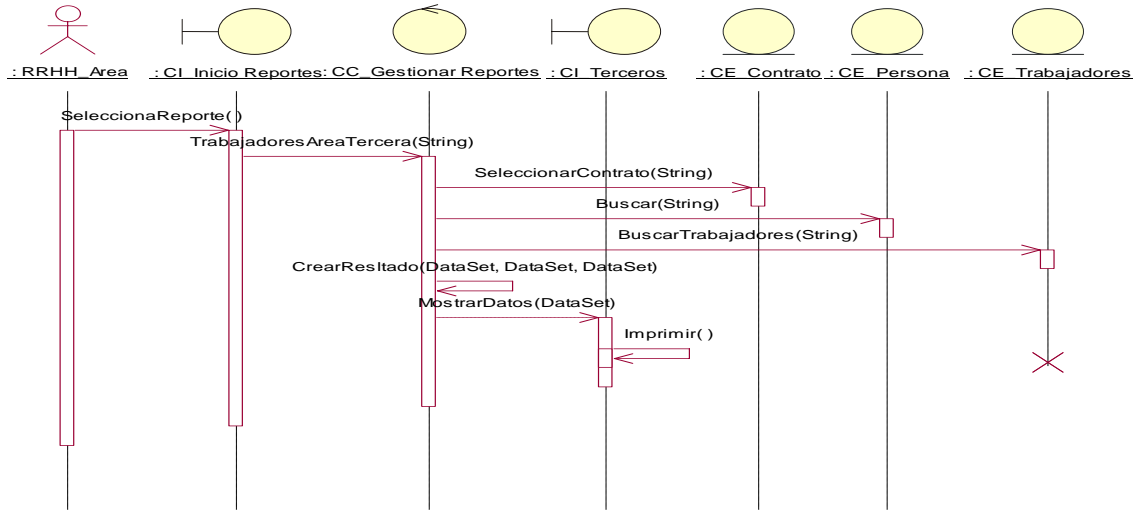 : RRHH_Area : CI_Inicio Reportes : CC_Gestionar Reportes : CI_Terceros : CE_Contrato : CE_Persona : CE_Trabajadores
SeleccionaReporte( )
TrabajadoresAreaTercera(String)
SeleccionarContrato(String)
Buscar(String)
BuscarTrabajadores(String)
CrearResltado(DataSet, DataSet, DataSet)
MostrarDatos(DataSet)
Imprimir( )